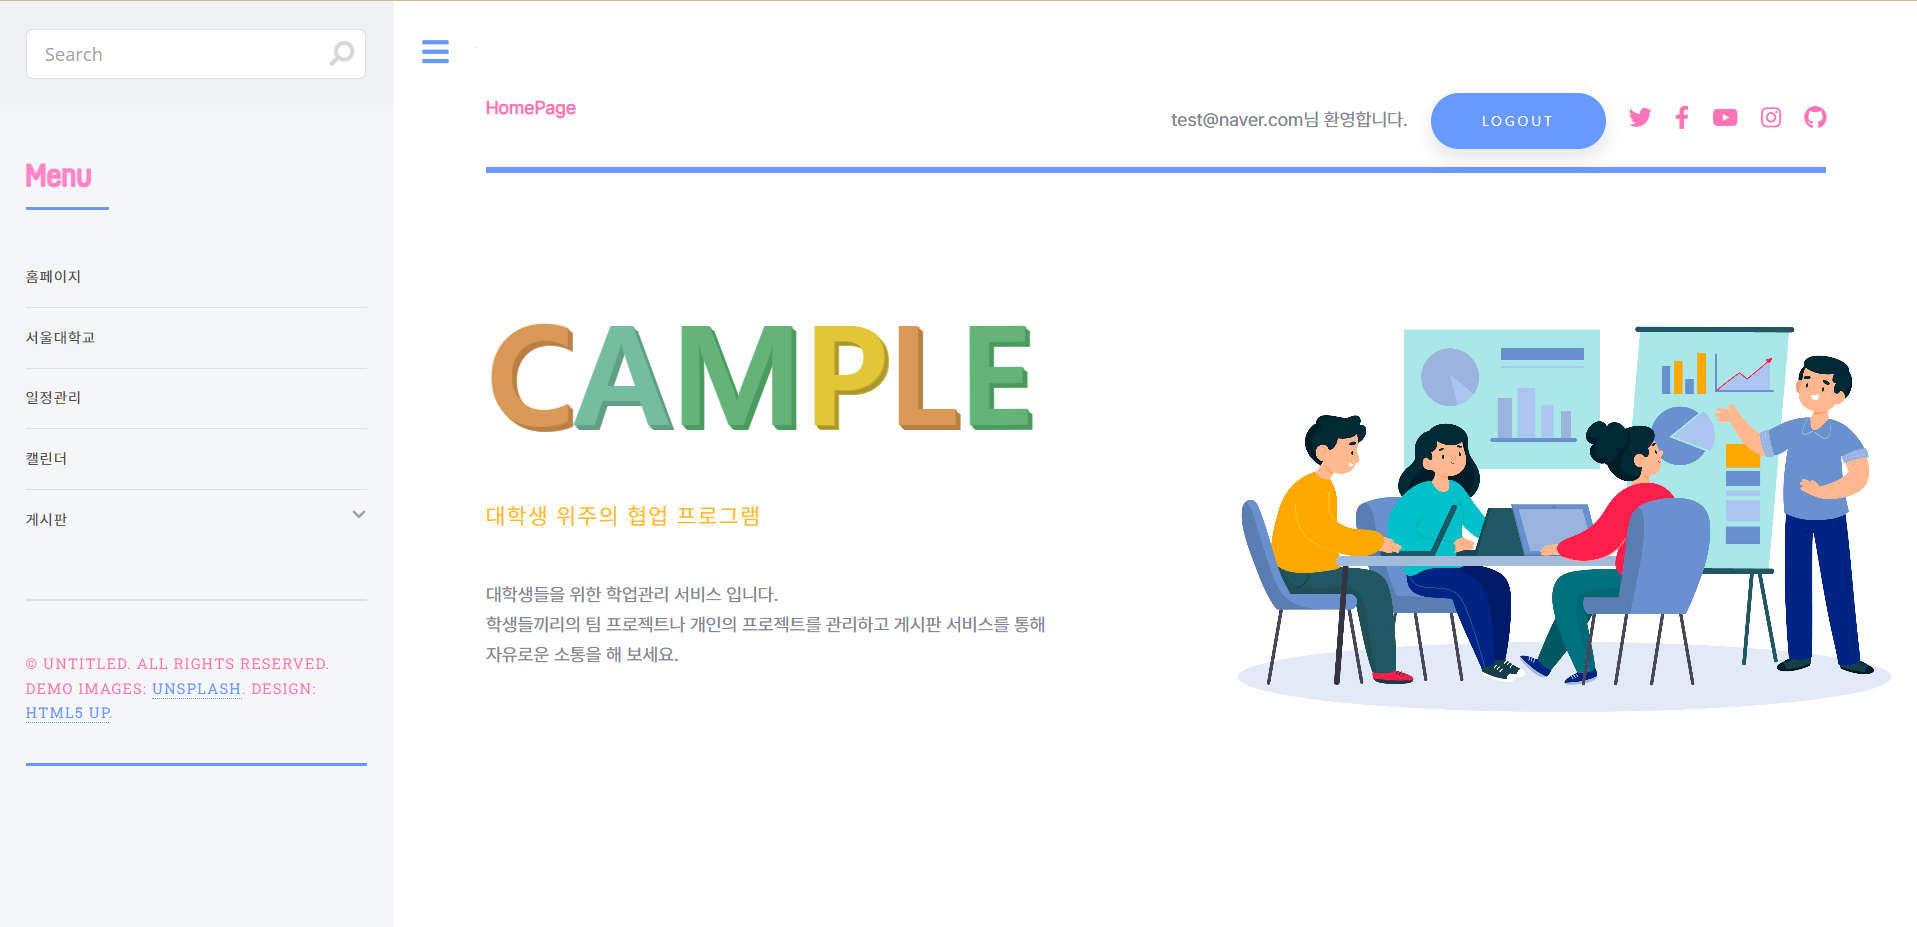 Search
Menu
홈페이지
서울대학교
일정관리
캘린더
게시판
© UNTITLED. ALL RIGHTS RESERVED.
DEMO IMAGES: UNSPLASH. DESIGN:
HTML5 UP.
HomePage
test@naver.com님 환영합니다.
LOGOUT
CAMPLE
대학생 위주의 협업 프로그램
대학생들을 위한 학업관리 서비스 입니다.
학생들끼리의 팀 프로젝트나 개인의 프로젝트를 관리하고 게시판 서비스를 통해
자유로운 소통을 해 보세요.